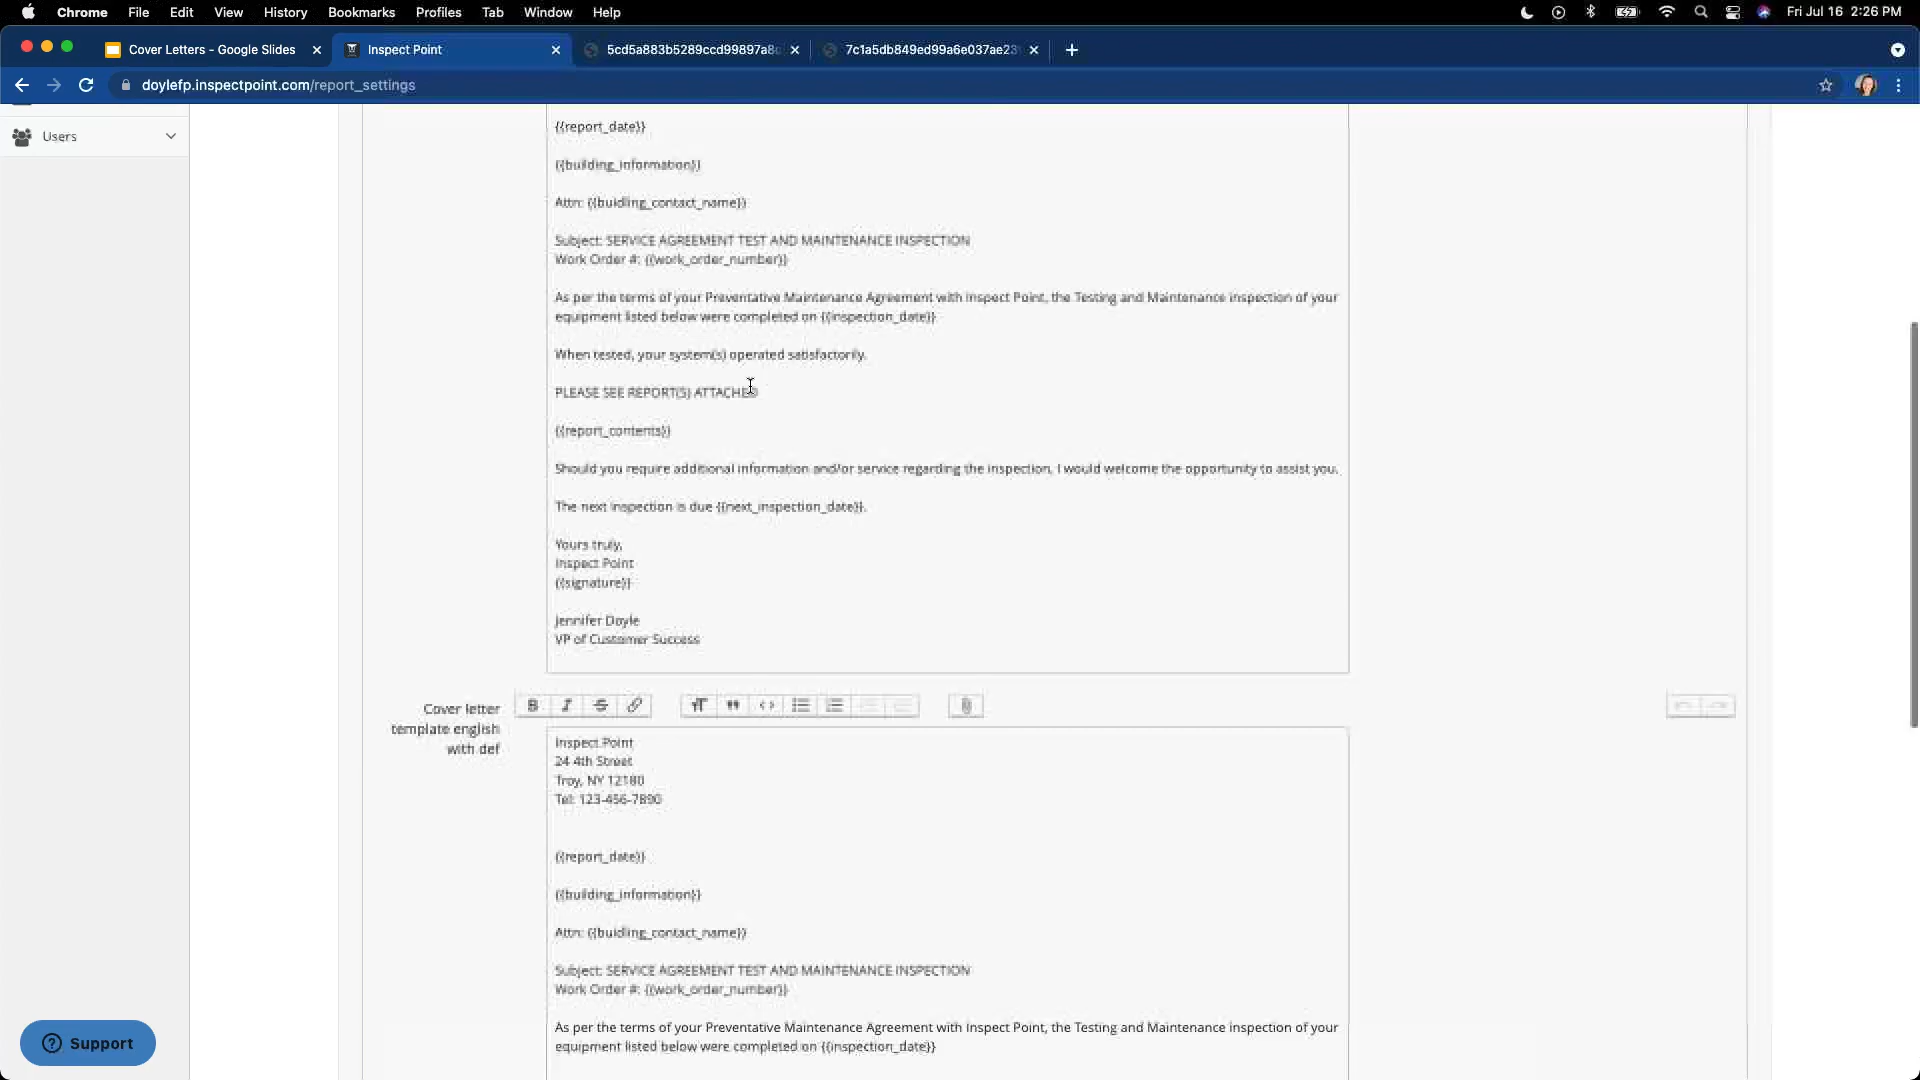 Chrome File Edit View History Bookmarks Profiles Tab Window Help Fri Jul 16 2:26 PM
Cover Letters - Google Slides Inspect Point 5cd5a883b5289ccd99897a8 7c1a5db849ed99a6e037ae23
doylefp.inspectpoint.com/report_settings
Users
{{report_date}}
{{building_information}}
Attn: {{buidling_contact_name}}
Subject: SERVICE AGREEMENT TEST AND MAINTENANCE INSPECTION
Work Order #: {{work_order_number}}
As per the terms of your Preventative Maintenance Agreement with Inspect Point, the Testing and Maintenance inspection of your
equipment listed below were completed on {{inspection_date}}
When tested, your system(s) operated satisfactorily.
PLEASE SEE REPORT(S) ATTACHED
{{report_contents}}
Should you require additional information and/or service regarding the inspection, I would welcome the opportunity to assist you.
The next inspection is due {{next_inspection_date}}.
Yours truly,
Inspect Point
{{signature}}
Jennifer Doyle
VP of Customer Success
Cover letter
template english
with def
Inspect Point
24 4th Street
Troy, NY 12180
Tel: 123-456-7890
{{report_date}}
{{building_information}}
Attn: {{buidling_contact_name}}
Subject: SERVICE AGREEMENT TEST AND MAINTENANCE INSPECTION
Work Order #: {{work_order_number}}
As per the terms of your Preventative Maintenance Agreement with Inspect Point, the Testing and Maintenance inspection of your
equipment listed below were completed on {{inspection_date}}
Support